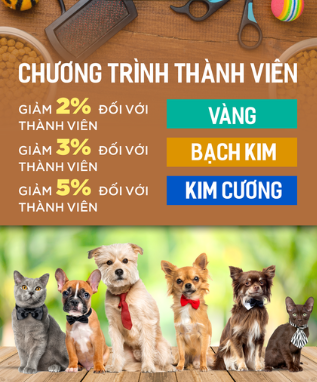 CHƯƠNG TRÌNH THÀNH VIÊN
GIẢM 2% ĐỐI VỚI
THÀNH VIÊN
VÀNG
GIẢM 3% ĐỐI VỚI
THÀNH VIÊN
BẠCH KIM
GIẢM 5% ĐỐI VỚI
THÀNH VIÊN
KIM CƯƠNG